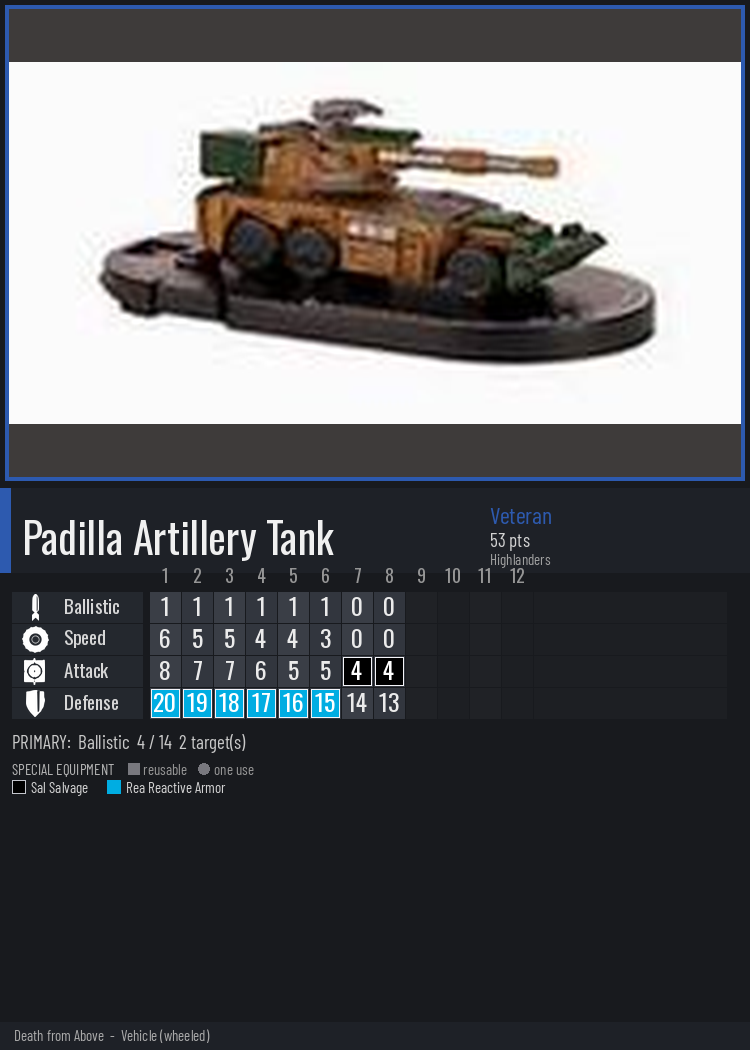 Padilla Artillery Tank
Veteran
53 pts
Highlanders
1 2 3 4 5 6 7 8 9 10 11 12
Ballistic 1 1 1 1 1 1 0 0
Speed 6 5 5 4 4 3 0 0
Attack 8 7 7 6 5 5 4 4
Defense 20 19 18 17 16 15 14 13
PRIMARY: Ballistic 4 / 14 2 target(s)
SPECIAL EQUIPMENT reusable one use
Sal Salvage Rea Reactive Armor
Death from Above - Vehicle (wheeled)